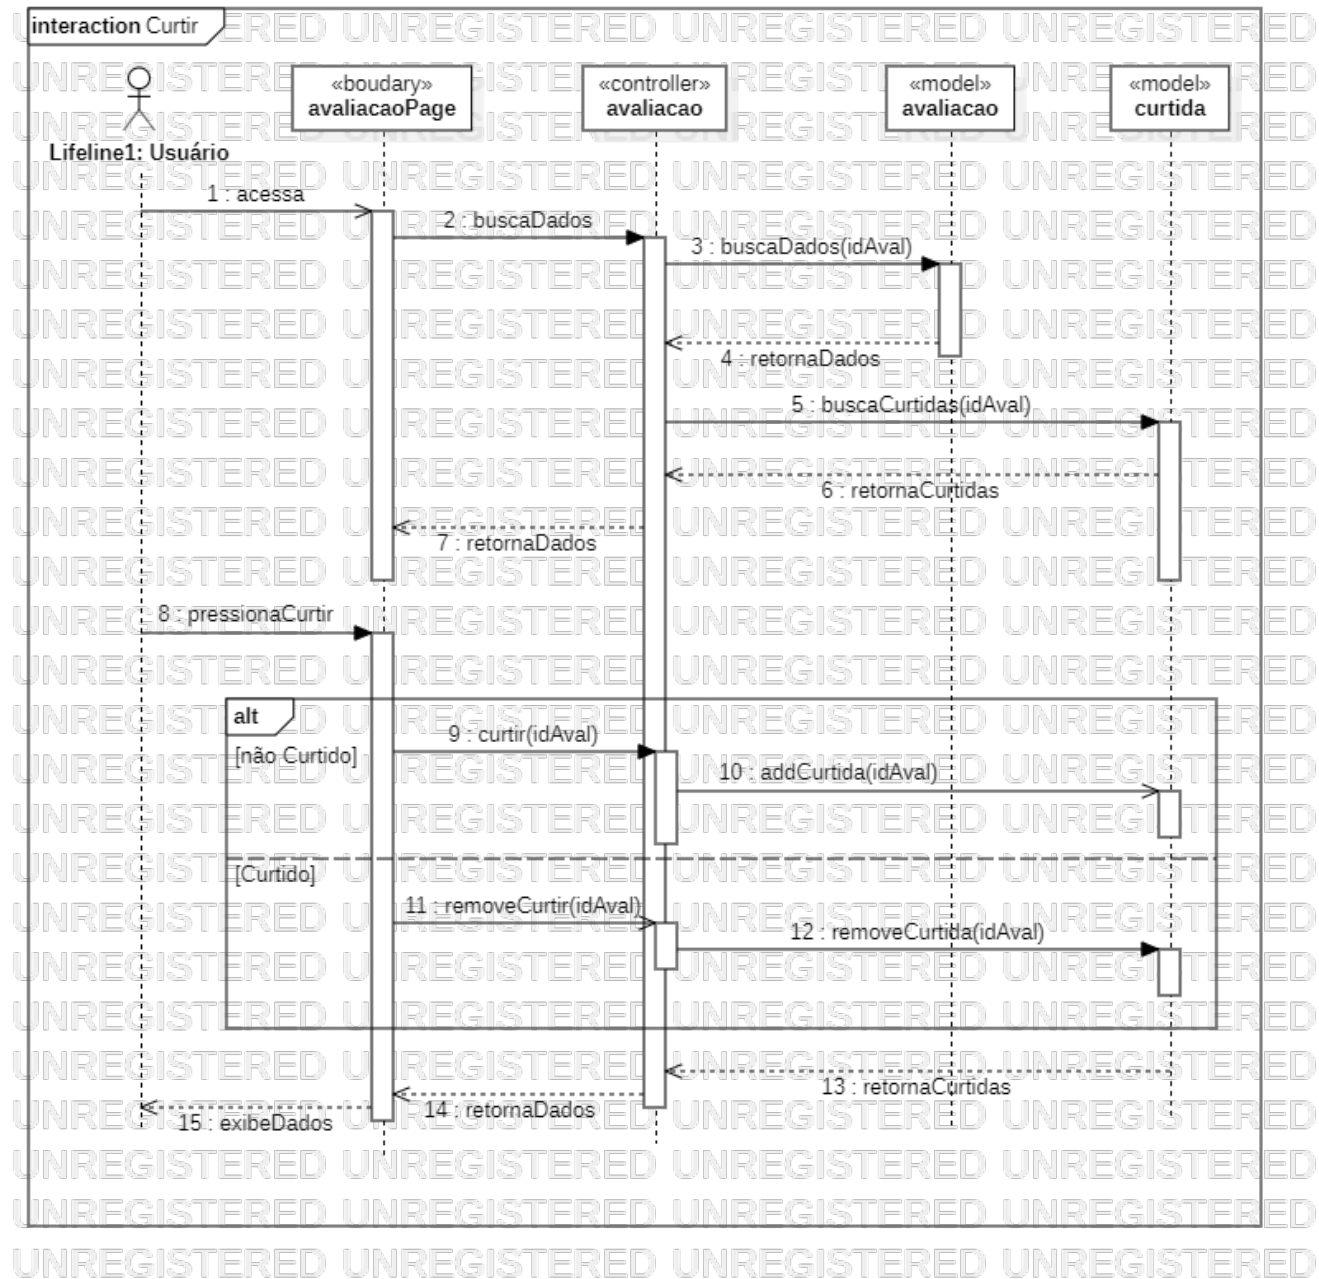 interaction Curtir
«boudary»
avaliacaoPage
«controller»
avaliacao
«model»
avaliacao
«model»
curtida
Lifeline1: Usuário
1 : acessa
2 : buscaDados
3 : buscaDados(idAval)
4 : retornaDados
5 : buscaCurtidas(idAval)
6 : retornaCurtidas
7 : retornaDados
8 : pressionaCurtir
alt
[não Curtido]
9 : curtir(idAval)
10 : addCurtida(idAval)
[Curtido]
11 : removeCurtir(idAval)
12 : removeCurtida(idAval)
13 : retornaCurtidas
14 : retornaDados
15 : exibeDados
UNREGISTERED UNREGISTERED UNREGISTERED UNREGISTERED